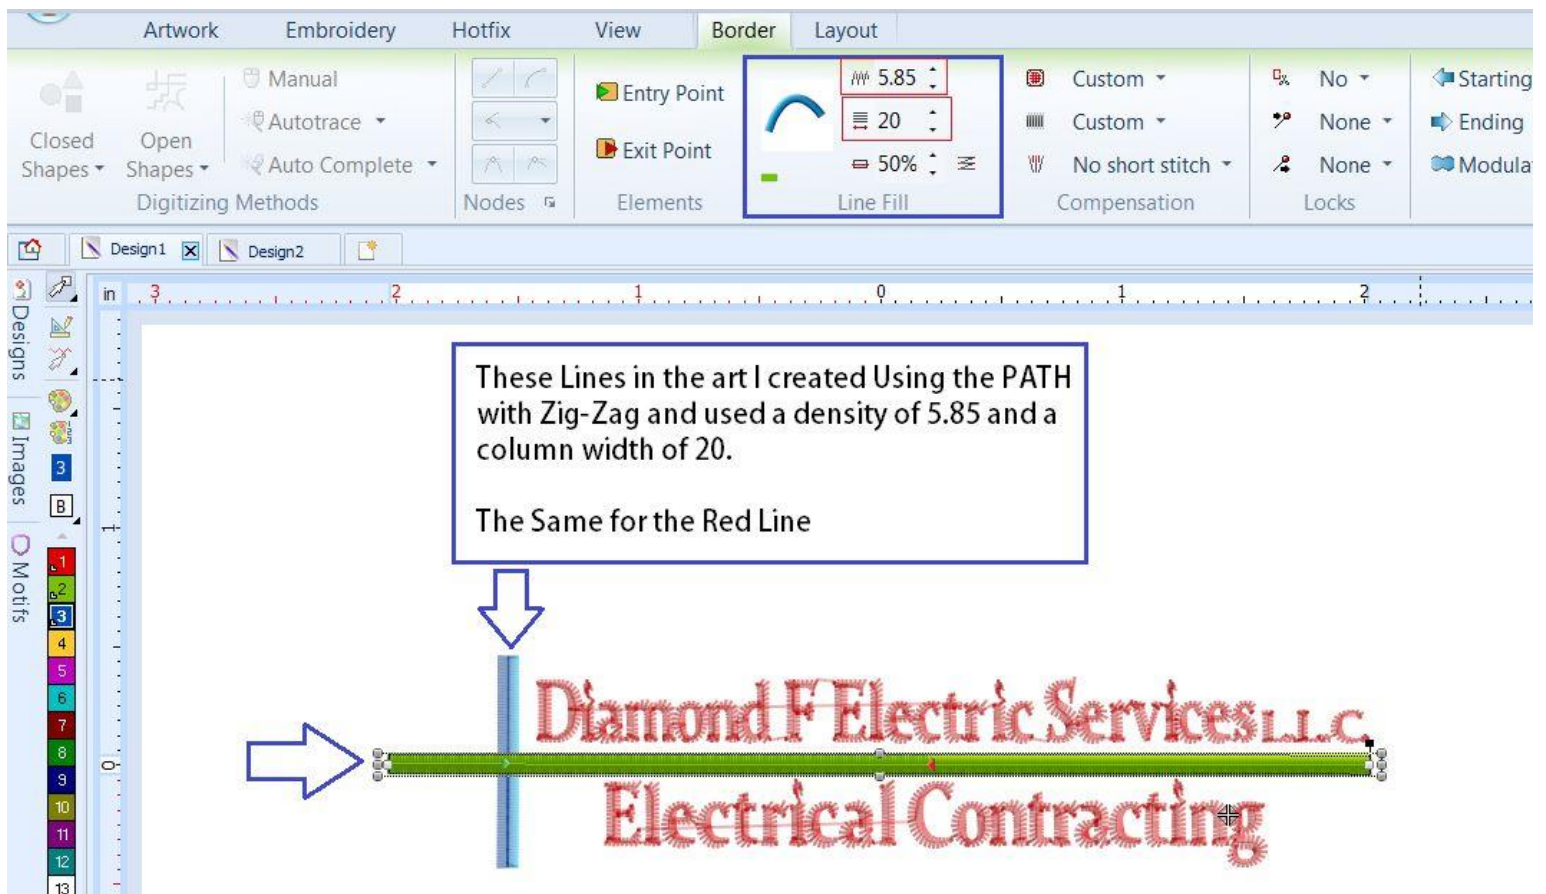 Artwork Embroidery Hotfix View Border Layout
Manual 5.85 Custom No Starting
Entry Point
Autotrace 20 Custom None Ending
Closed Open
Exit Point
Shapes Shapes Auto Complete 50% No short stitch None
Digitizing Methods Nodes Elements Line Fill Compensation Locks
Design1 Design2
in 3 2 1 0 1 2
Designs
Images
Motifs
3
B
1
2
3
4
5
6
7
8
9
10
11
12
13
1
0
These Lines in the art I created Using the PATH
with Zig-Zag and used a density of 5.85 and a
column width of 20.
The Same for the Red Line
Diamond F Electric Services LLC
Electrical Contracting